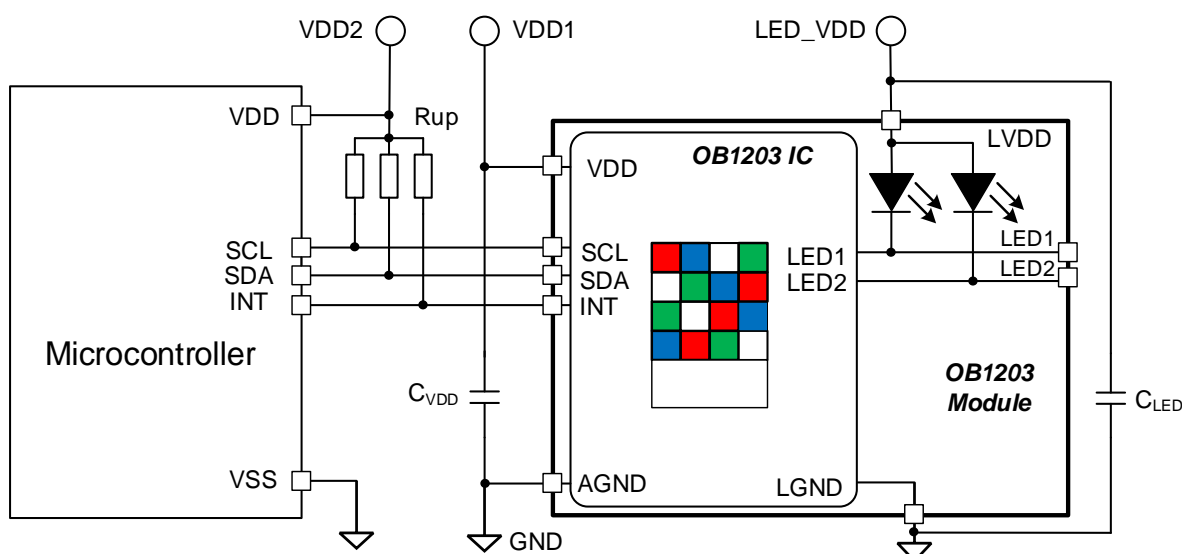 VDD2
VDD1
LED_VDD
VDD
Rup
OB1203 IC
LVDD
VDD
SCL
SDA
INT
SCL
SDA
INT
LED1
LED2
LED1
LED2
Microcontroller
CVDD
OB1203
Module
CLED
VSS
AGND
LGND
GND